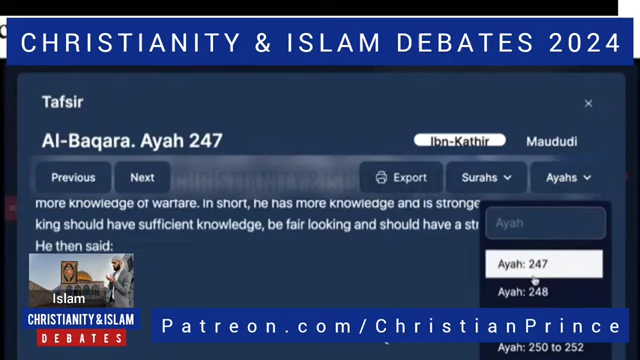 CHRISTIANITY & ISLAM DEBATES 2024
Tafsir
Al-Baqara. Ayah 247
Ibn-Kathir
Maududi
Previous
Next
Export
Surahs
Ayahs
more knowledge of warfare. In short, he has more knowledge and is stronge
king should have sufficient knowledge, be fair looking and should have a st
He then said:
Ayah
Ayah: 247
Ayah: 248
Ayah: 250 to 252
Islam
CHRISTIANITY & ISLAM
DEBATES
Patreon.com/ChristianPrince